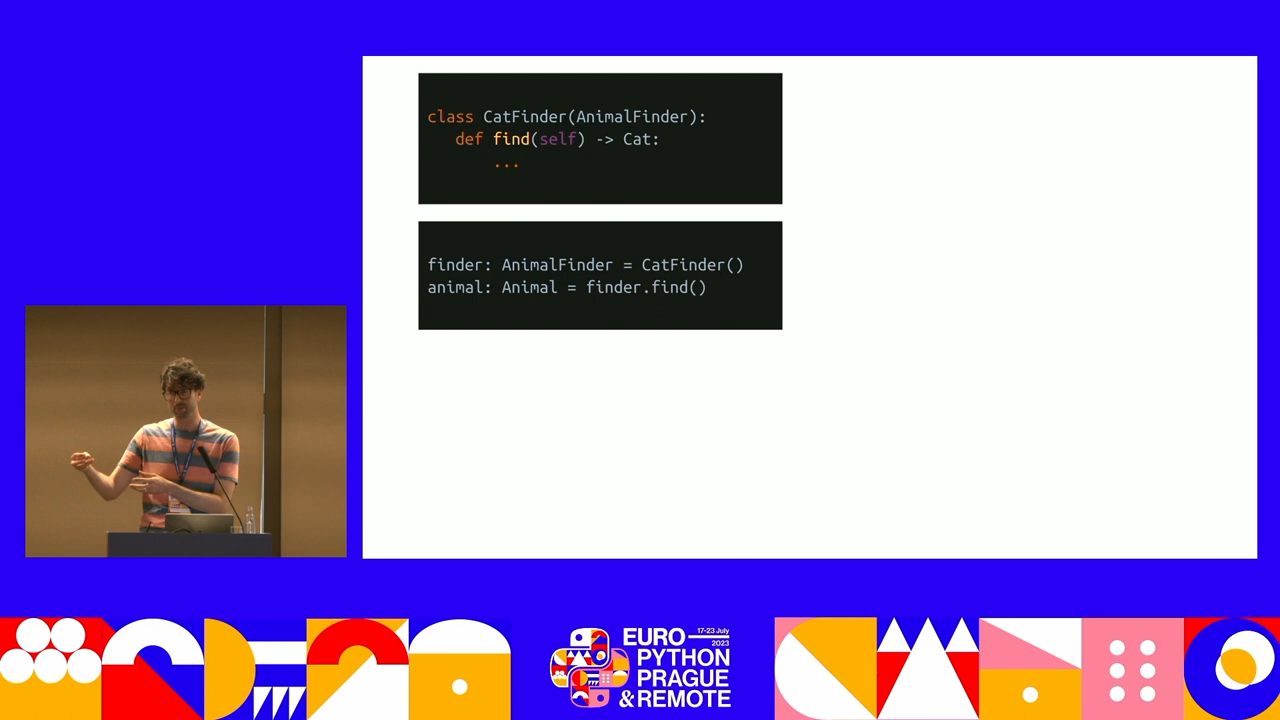 class CatFinder(AnimalFinder):
def find(self) -> Cat:
...
finder: AnimalFinder = CatFinder()
animal: Animal = finder.find()
EURO
17-23 July
2023
PYTHON
PRAGUE
& REMOTE